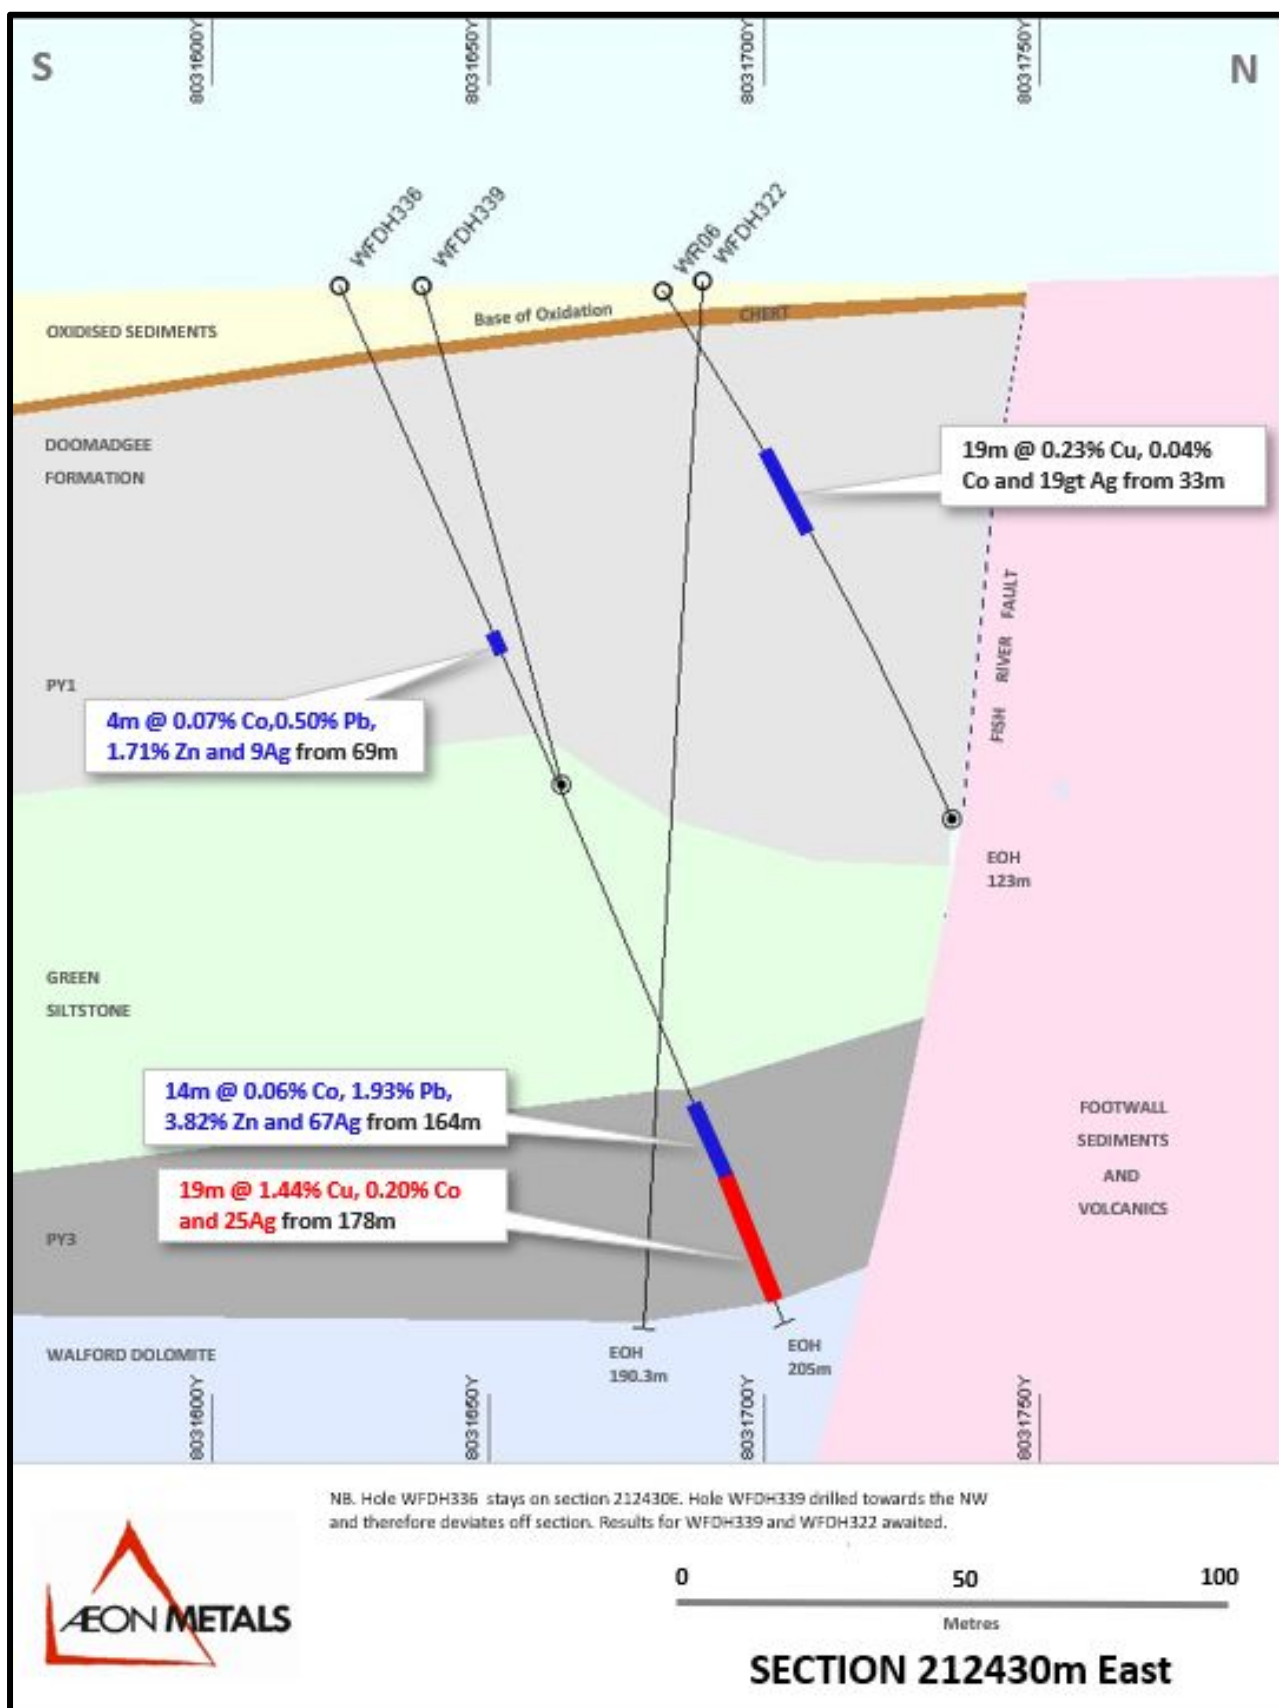 8031600Y
8031650Y
8031700Y
8031750Y
S
N
WFDH336
WFDH339
WR06
WFDH322
OXIDISED SEDIMENTS
Base of Oxidation
CHERT
DOOMADGEE
FORMATION
19m @ 0.23% Cu, 0.04%
Co and 19gt Ag from 33m
FISH RIVER FAULT
PY1
4m @ 0.07% Co,0.50% Pb,
1.71% Zn and 9Ag from 69m
EOH
123m
GREEN
SILTSTONE
14m @ 0.06% Co, 1.93% Pb,
3.82% Zn and 67Ag from 164m
FOOTWALL
SEDIMENTS
AND
VOLCANICS
19m @ 1.44% Cu, 0.20% Co
and 25Ag from 178m
PY3
WALFORD DOLOMITE
EOH
190.3m
EOH
205m
8031600Y
8031650Y
8031700Y
8031750Y
NB. Hole WFDH336 stays on section 212430E. Hole WFDH339 drilled towards the NW
and therefore deviates off section. Results for WFDH339 and WFDH322 awaited.
ÆON METALS
0 50 100
Metres
SECTION 212430m East